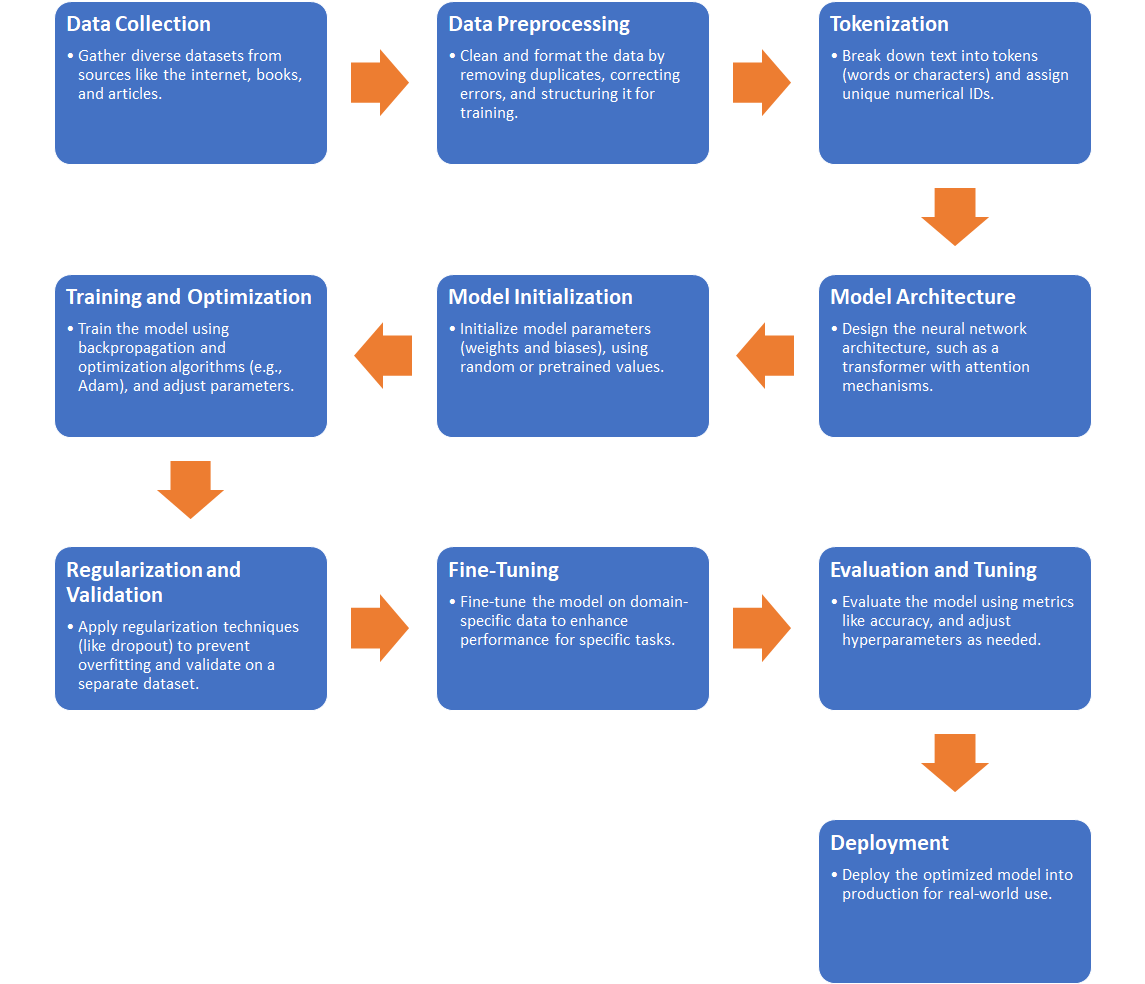 Data Collection
• Gather diverse datasets from
sources like the internet, books,
and articles.
Data Preprocessing
• Clean and format the data by
removing duplicates, correcting
errors, and structuring it for
training.
Tokenization
• Break down text into tokens
(words or characters) and assign
unique numerical IDs.
Model Architecture
• Design the neural network
architecture, such as a
transformer with attention
mechanisms.
Model Initialization
• Initialize model parameters
(weights and biases), using
random or pretrained values.
Training and Optimization
• Train the model using
backpropagation and
optimization algorithms (e.g.,
Adam), and adjust parameters.
Regularization and
Validation
• Apply regularization techniques
(like dropout) to prevent
overfitting and validate on a
separate dataset.
Fine-Tuning
• Fine-tune the model on domain-
specific data to enhance
performance for specific tasks.
Evaluation and Tuning
• Evaluate the model using metrics
like accuracy, and adjust
hyperparameters as needed.
Deployment
• Deploy the optimized model into
production for real-world use.